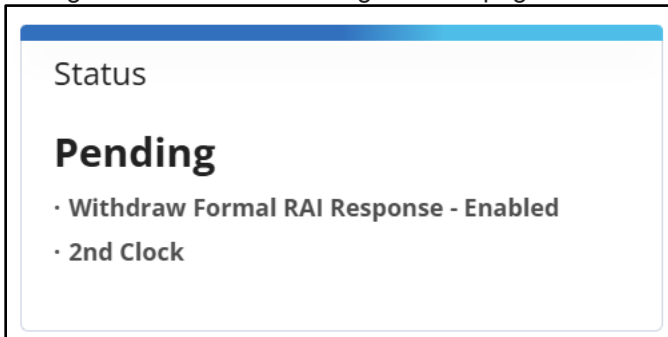 Status
Pending
· Withdraw Formal RAI Response - Enabled
· 2nd Clock